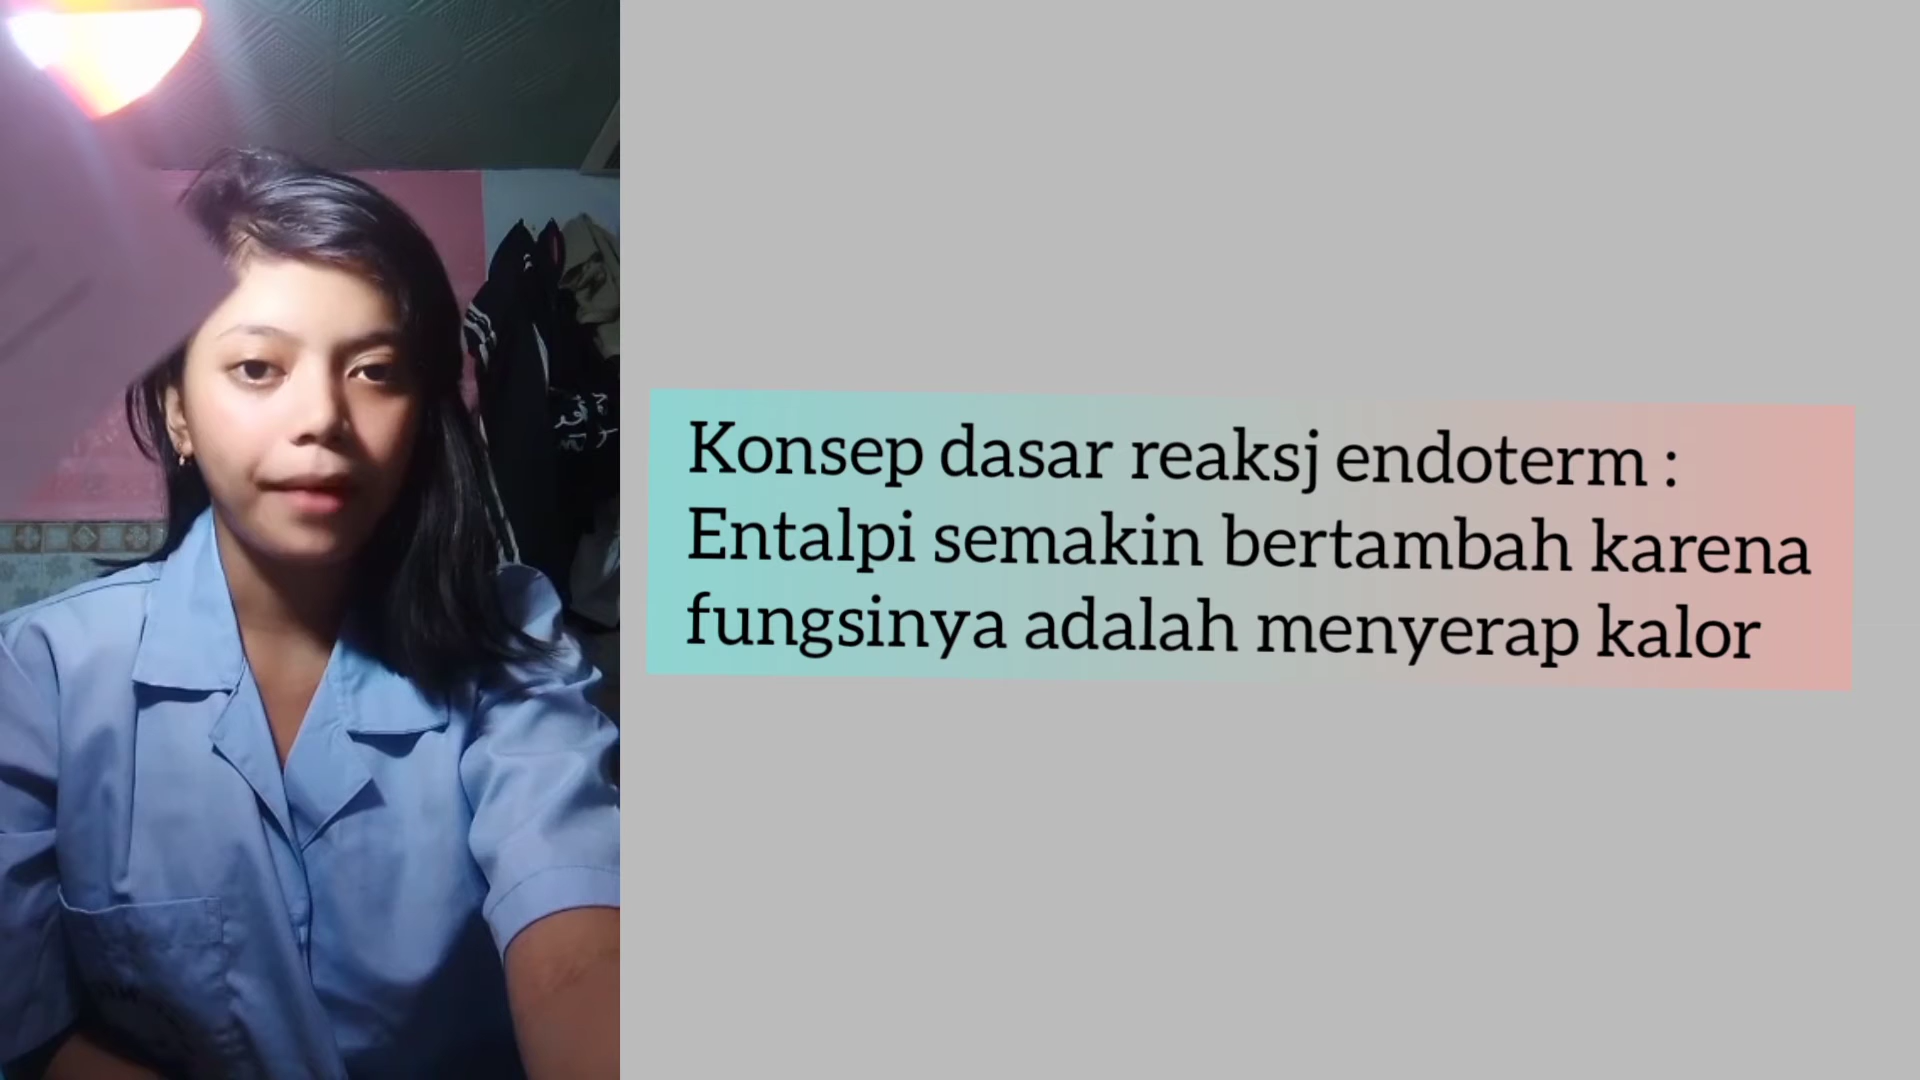 Konsep dasar reaksj endoterm :
Entalpi semakin bertambah karena
fungsinya adalah menyerap kalor